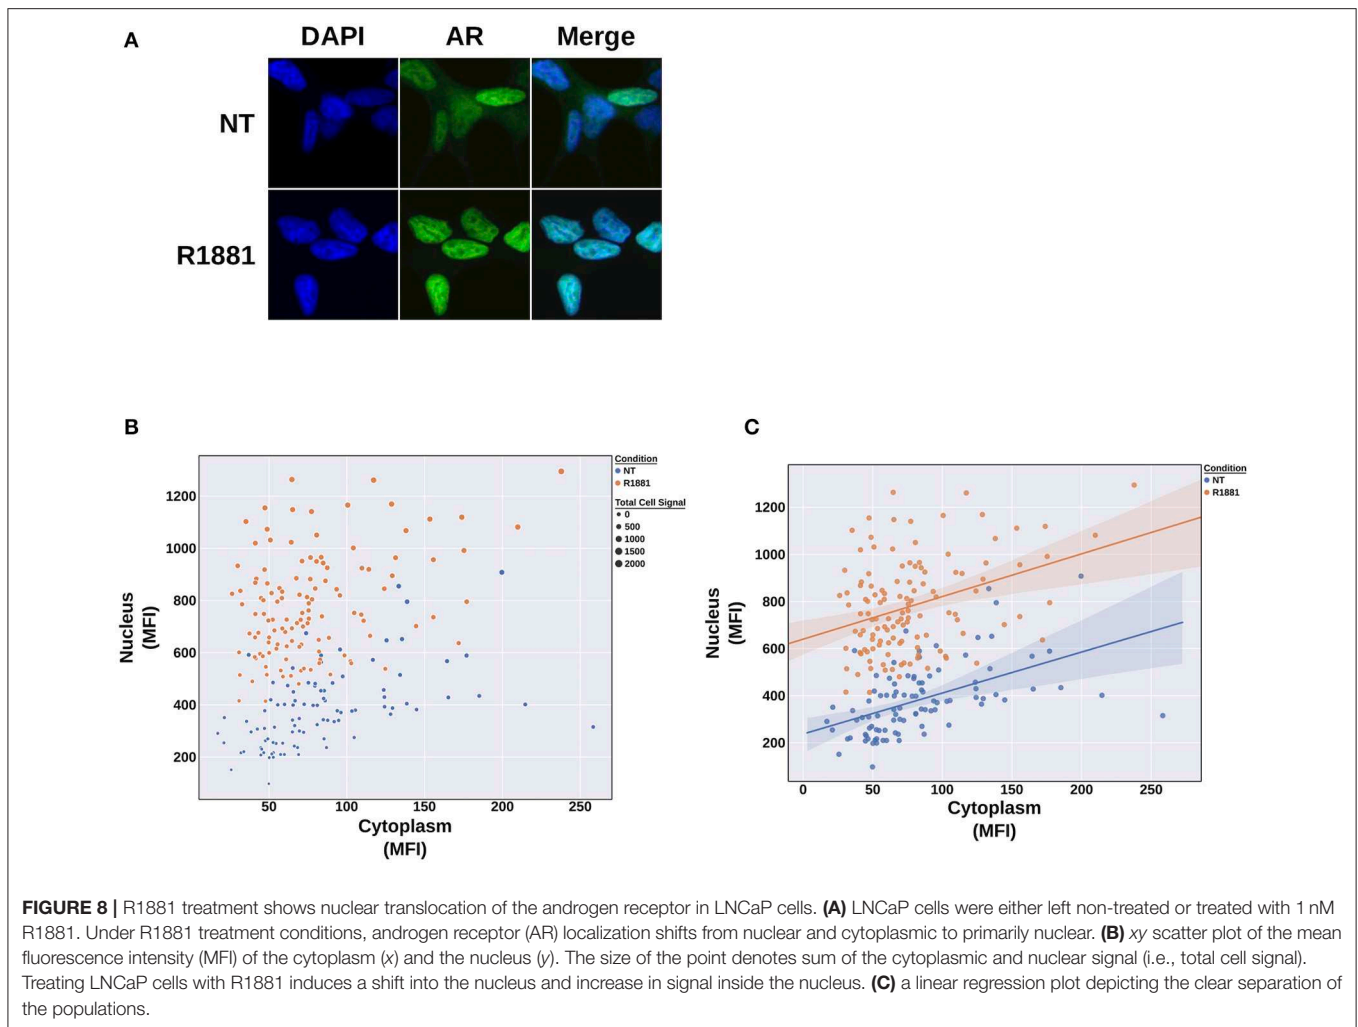 A
DAPI AR Merge
NT
R1881
B
Nucleus
(MFI)
1200
1000
800
600
400
200
50 100 150 200 250
Cytoplasm
(MFI)
Condition
NT
R1881
Total Cell Signal
0
500
1000
1500
2000
C
Nucleus
(MFI)
1200
1000
800
600
400
200
0 50 100 150 200 250
Cytoplasm
(MFI)
Condition
NT
R1881
FIGURE 8 | R1881 treatment shows nuclear translocation of the androgen receptor in LNCaP cells. (A) LNCaP cells were either left non-treated or treated with 1 nM
R1881. Under R1881 treatment conditions, androgen receptor (AR) localization shifts from nuclear and cytoplasmic to primarily nuclear. (B) xy scatter plot of the mean
fluorescence intensity (MFI) of the cytoplasm (x) and the nucleus (y). The size of the point denotes sum of the cytoplasmic and nuclear signal (i.e., total cell signal).
Treating LNCaP cells with R1881 induces a shift into the nucleus and increase in signal inside the nucleus. (C) a linear regression plot depicting the clear separation of
the populations.